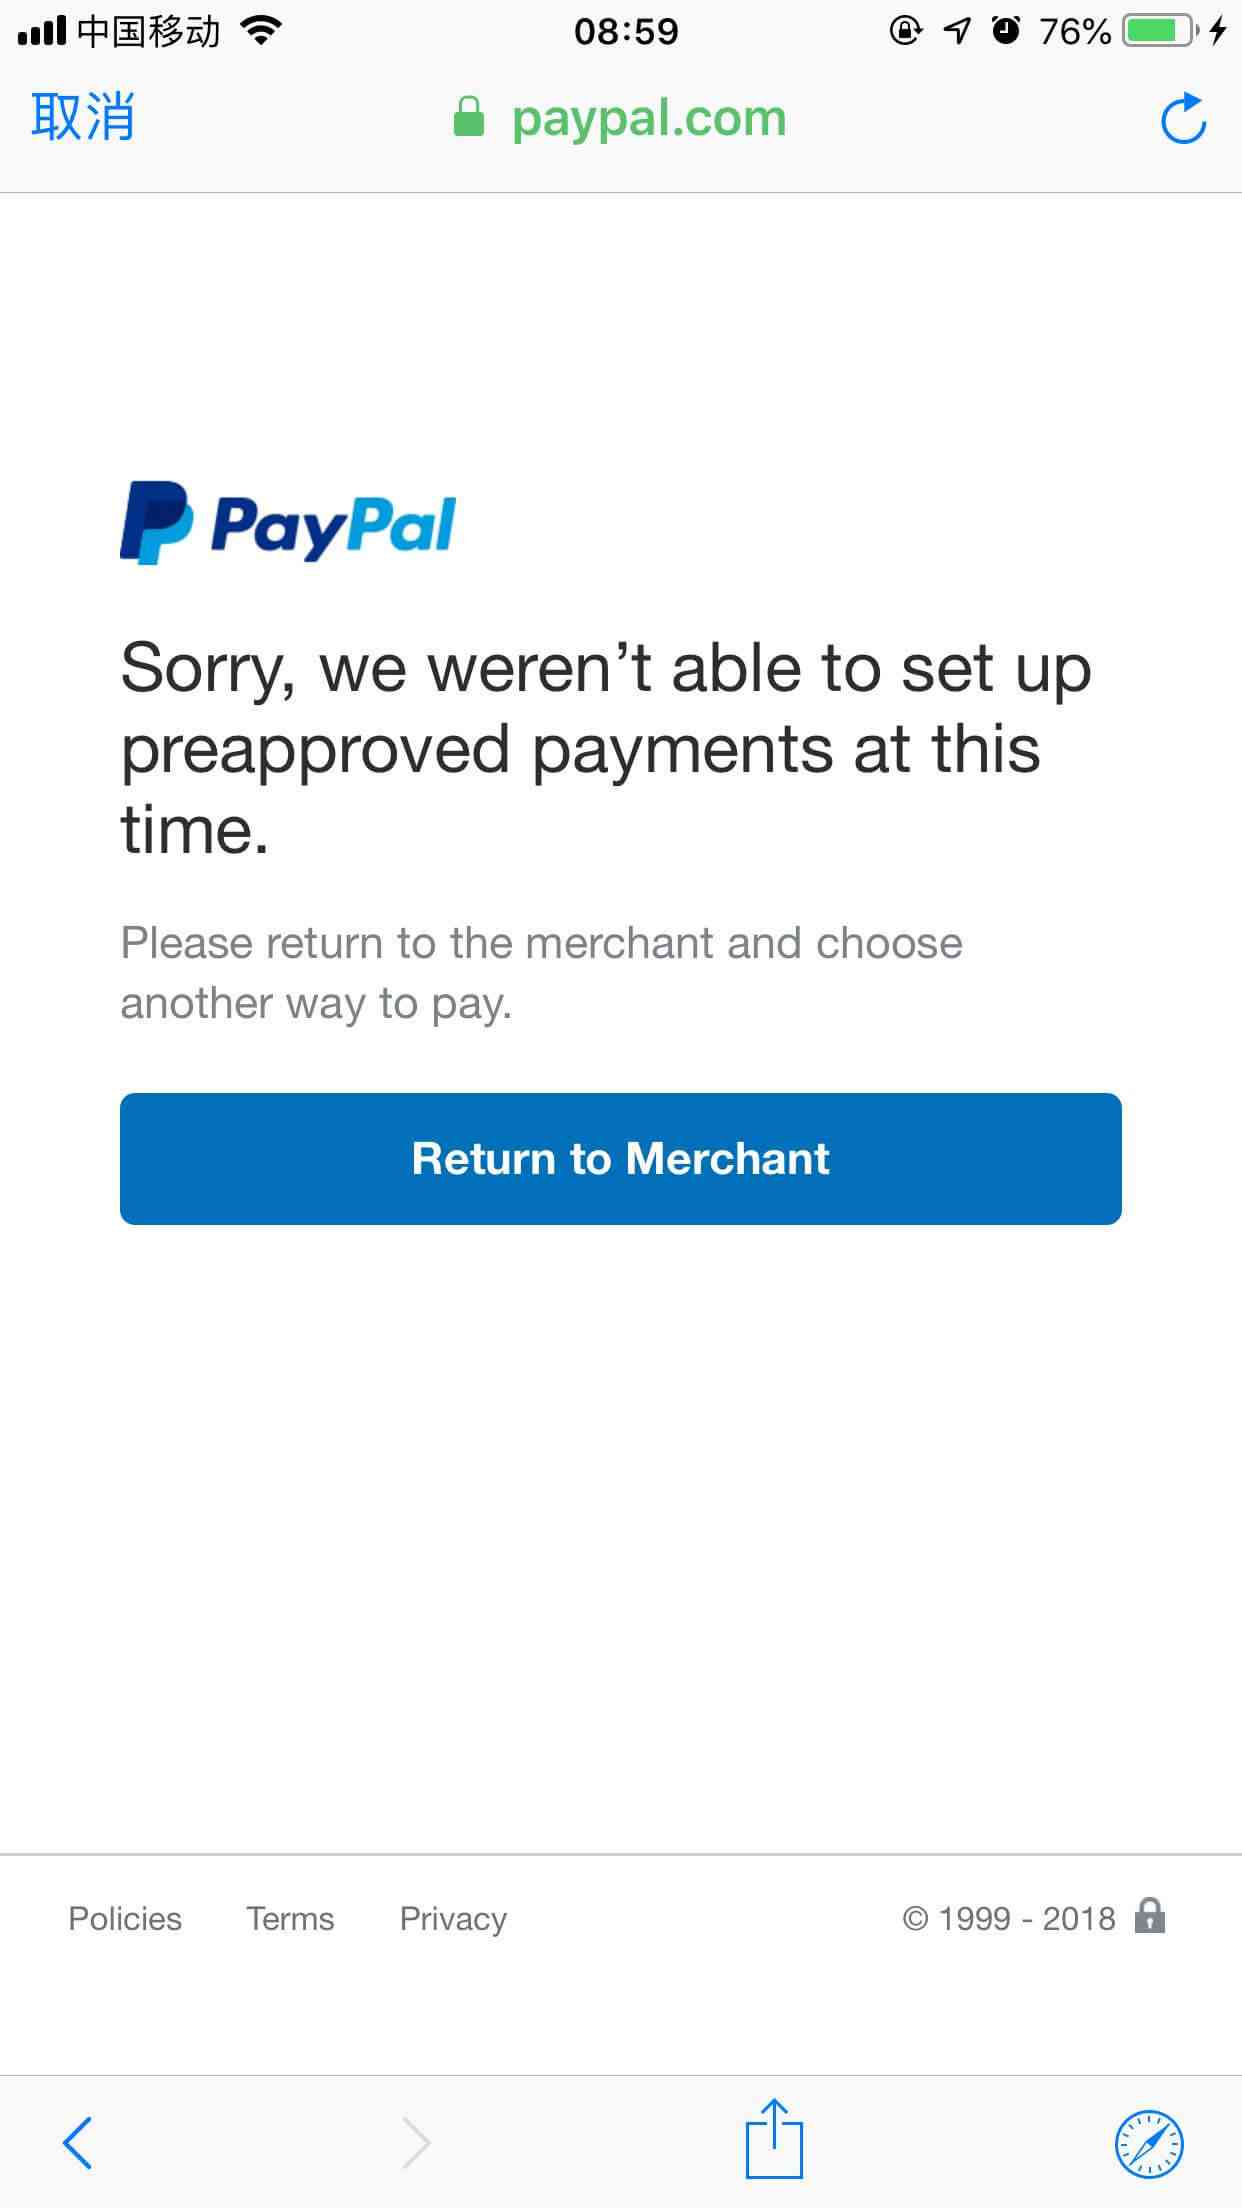 中国移动 08:59 76%
取消 paypal.com
PayPal
Sorry, we weren’t able to set up
preapproved payments at this
time.
Please return to the merchant and choose
another way to pay.
Return to Merchant
Policies Terms Privacy © 1999 - 2018